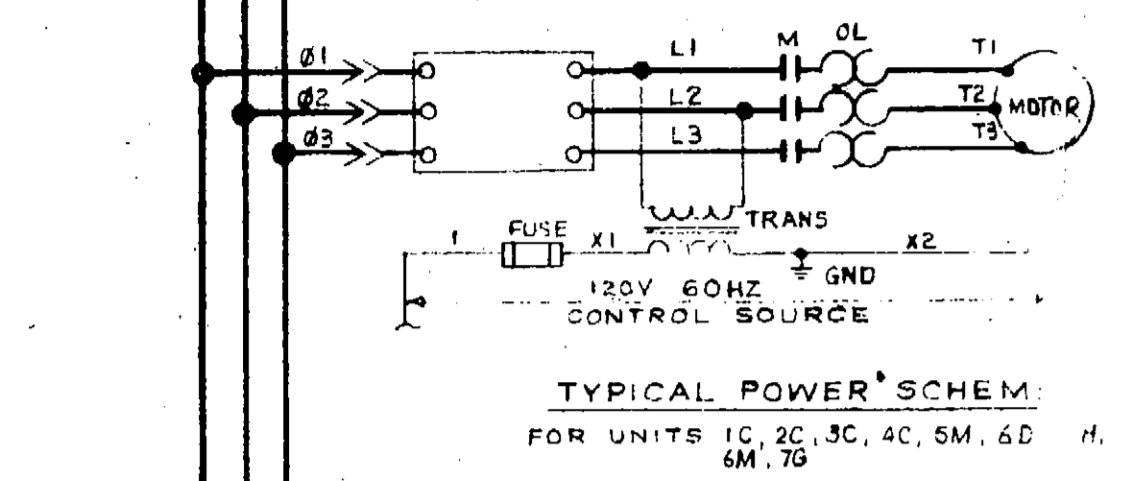 Ø1 L1 M OL T1
Ø2 L2 T2 MOTOR
Ø3 L3 T3
TRANS
1 FUSE X1 X2
GND
120V 60HZ
CONTROL SOURCE
TYPICAL POWER SCHEM:
FOR UNITS 1C, 2C, 3C, 4C, 5M, 6D
6M, 7G